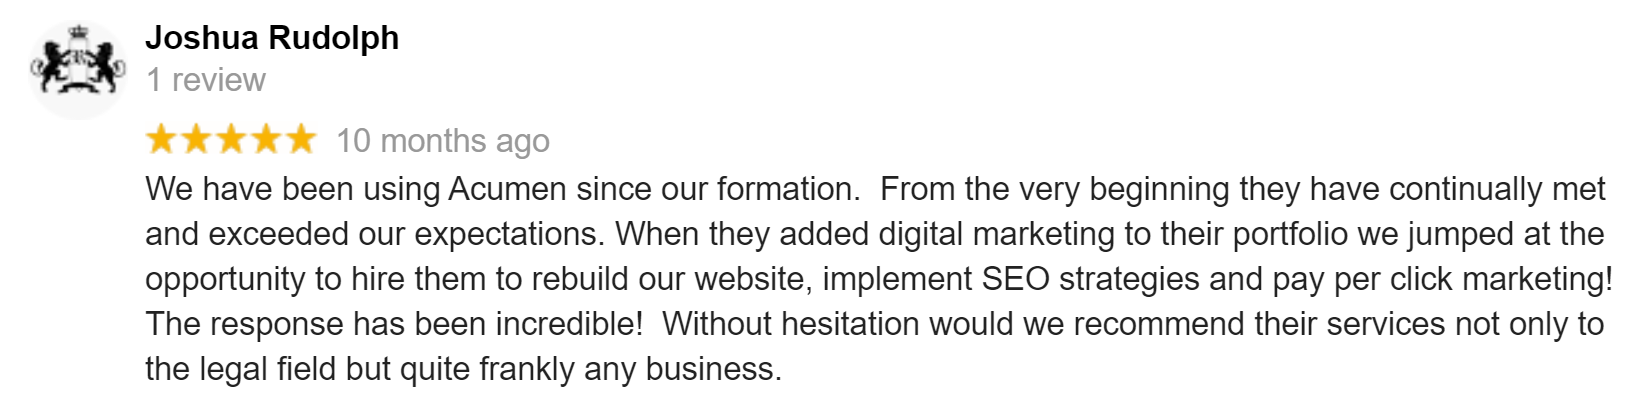 Joshua Rudolph
1 review
10 months ago
We have been using Acumen since our formation.  From the very beginning they have continually met
and exceeded our expectations. When they added digital marketing to their portfolio we jumped at the
opportunity to hire them to rebuild our website, implement SEO strategies and pay per click marketing!
The response has been incredible!  Without hesitation would we recommend their services not only to
the legal field but quite frankly any business.